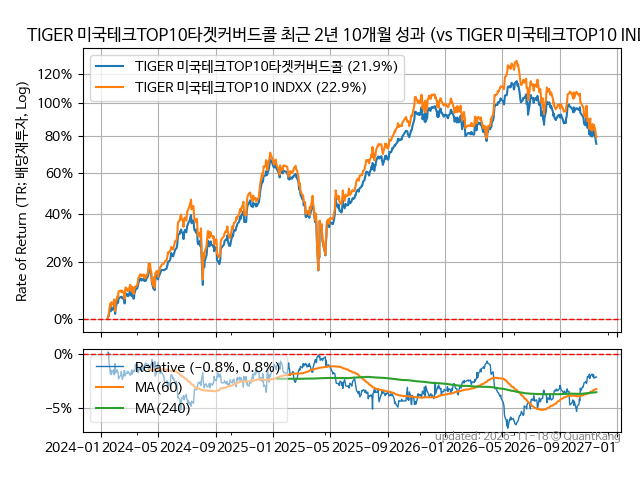 TIGER 미국테크TOP10타겟커버드콜 최근 2년 10개월 성과 (vs TIGER 미국테크TOP10 IN
Rate of Return (TR: 배당재투자, Log)
120%
100%
80%
60%
40%
20%
0%
TIGER 미국테크TOP10타겟커버드콜 (21.9%)
TIGER 미국테크TOP10 INDXX (22.9%)
0%
−5%
Relative (−0.8%, 0.8%)
MA(60)
MA(240)
2024−01 2024−05 2024−09 2025−01 2025−05 2025−09 2026−01 2026−05 2026−09 2027−01
updated: 2026−11−18 © QuantKang